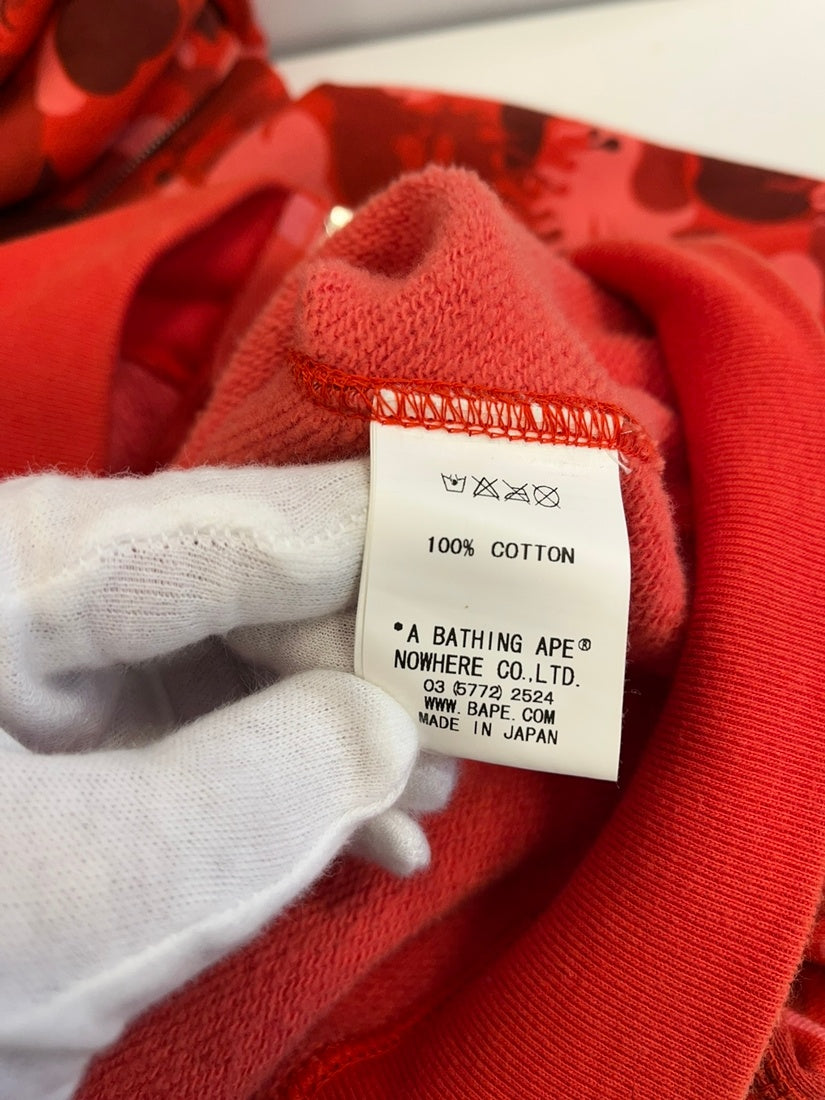 100% COTTON
*A BATHING APE®
NOWHERE CO.,LTD.
03 (5772) 2524
WWW.BAPE.COM
MADE IN JAPAN